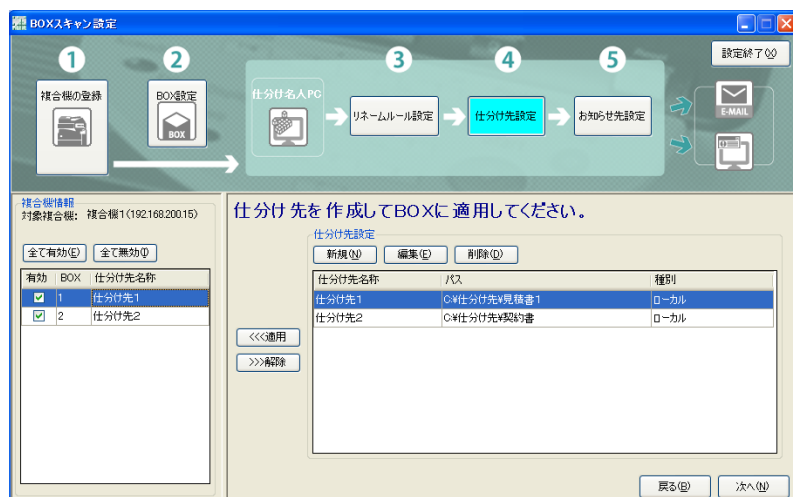 BOXスキャン設定
設定終了(X)
1
2
3
4
5
複合機の登録
BOX設定
BOX
仕分け名人PC
リネームルール設定
仕分け先設定
お知らせ先設定
E-MAIL
複合機情報
対象複合機: 複合機1(192.168.200.15)
全て有効(E)
全て無効(I)
有効 BOX 仕分け先名称
1 仕分け先1
2 仕分け先2
仕分け先を作成してBOXに適用してください。
仕分け先設定
新規(N)
編集(E)
削除(D)
仕分け先名称 パス 種別
仕分け先1 C:¥仕分け先¥見積書1 ローカル
仕分け先2 C:¥仕分け先¥契約書 ローカル
<<<適用
>>>解除
戻る(B)
次へ(N)